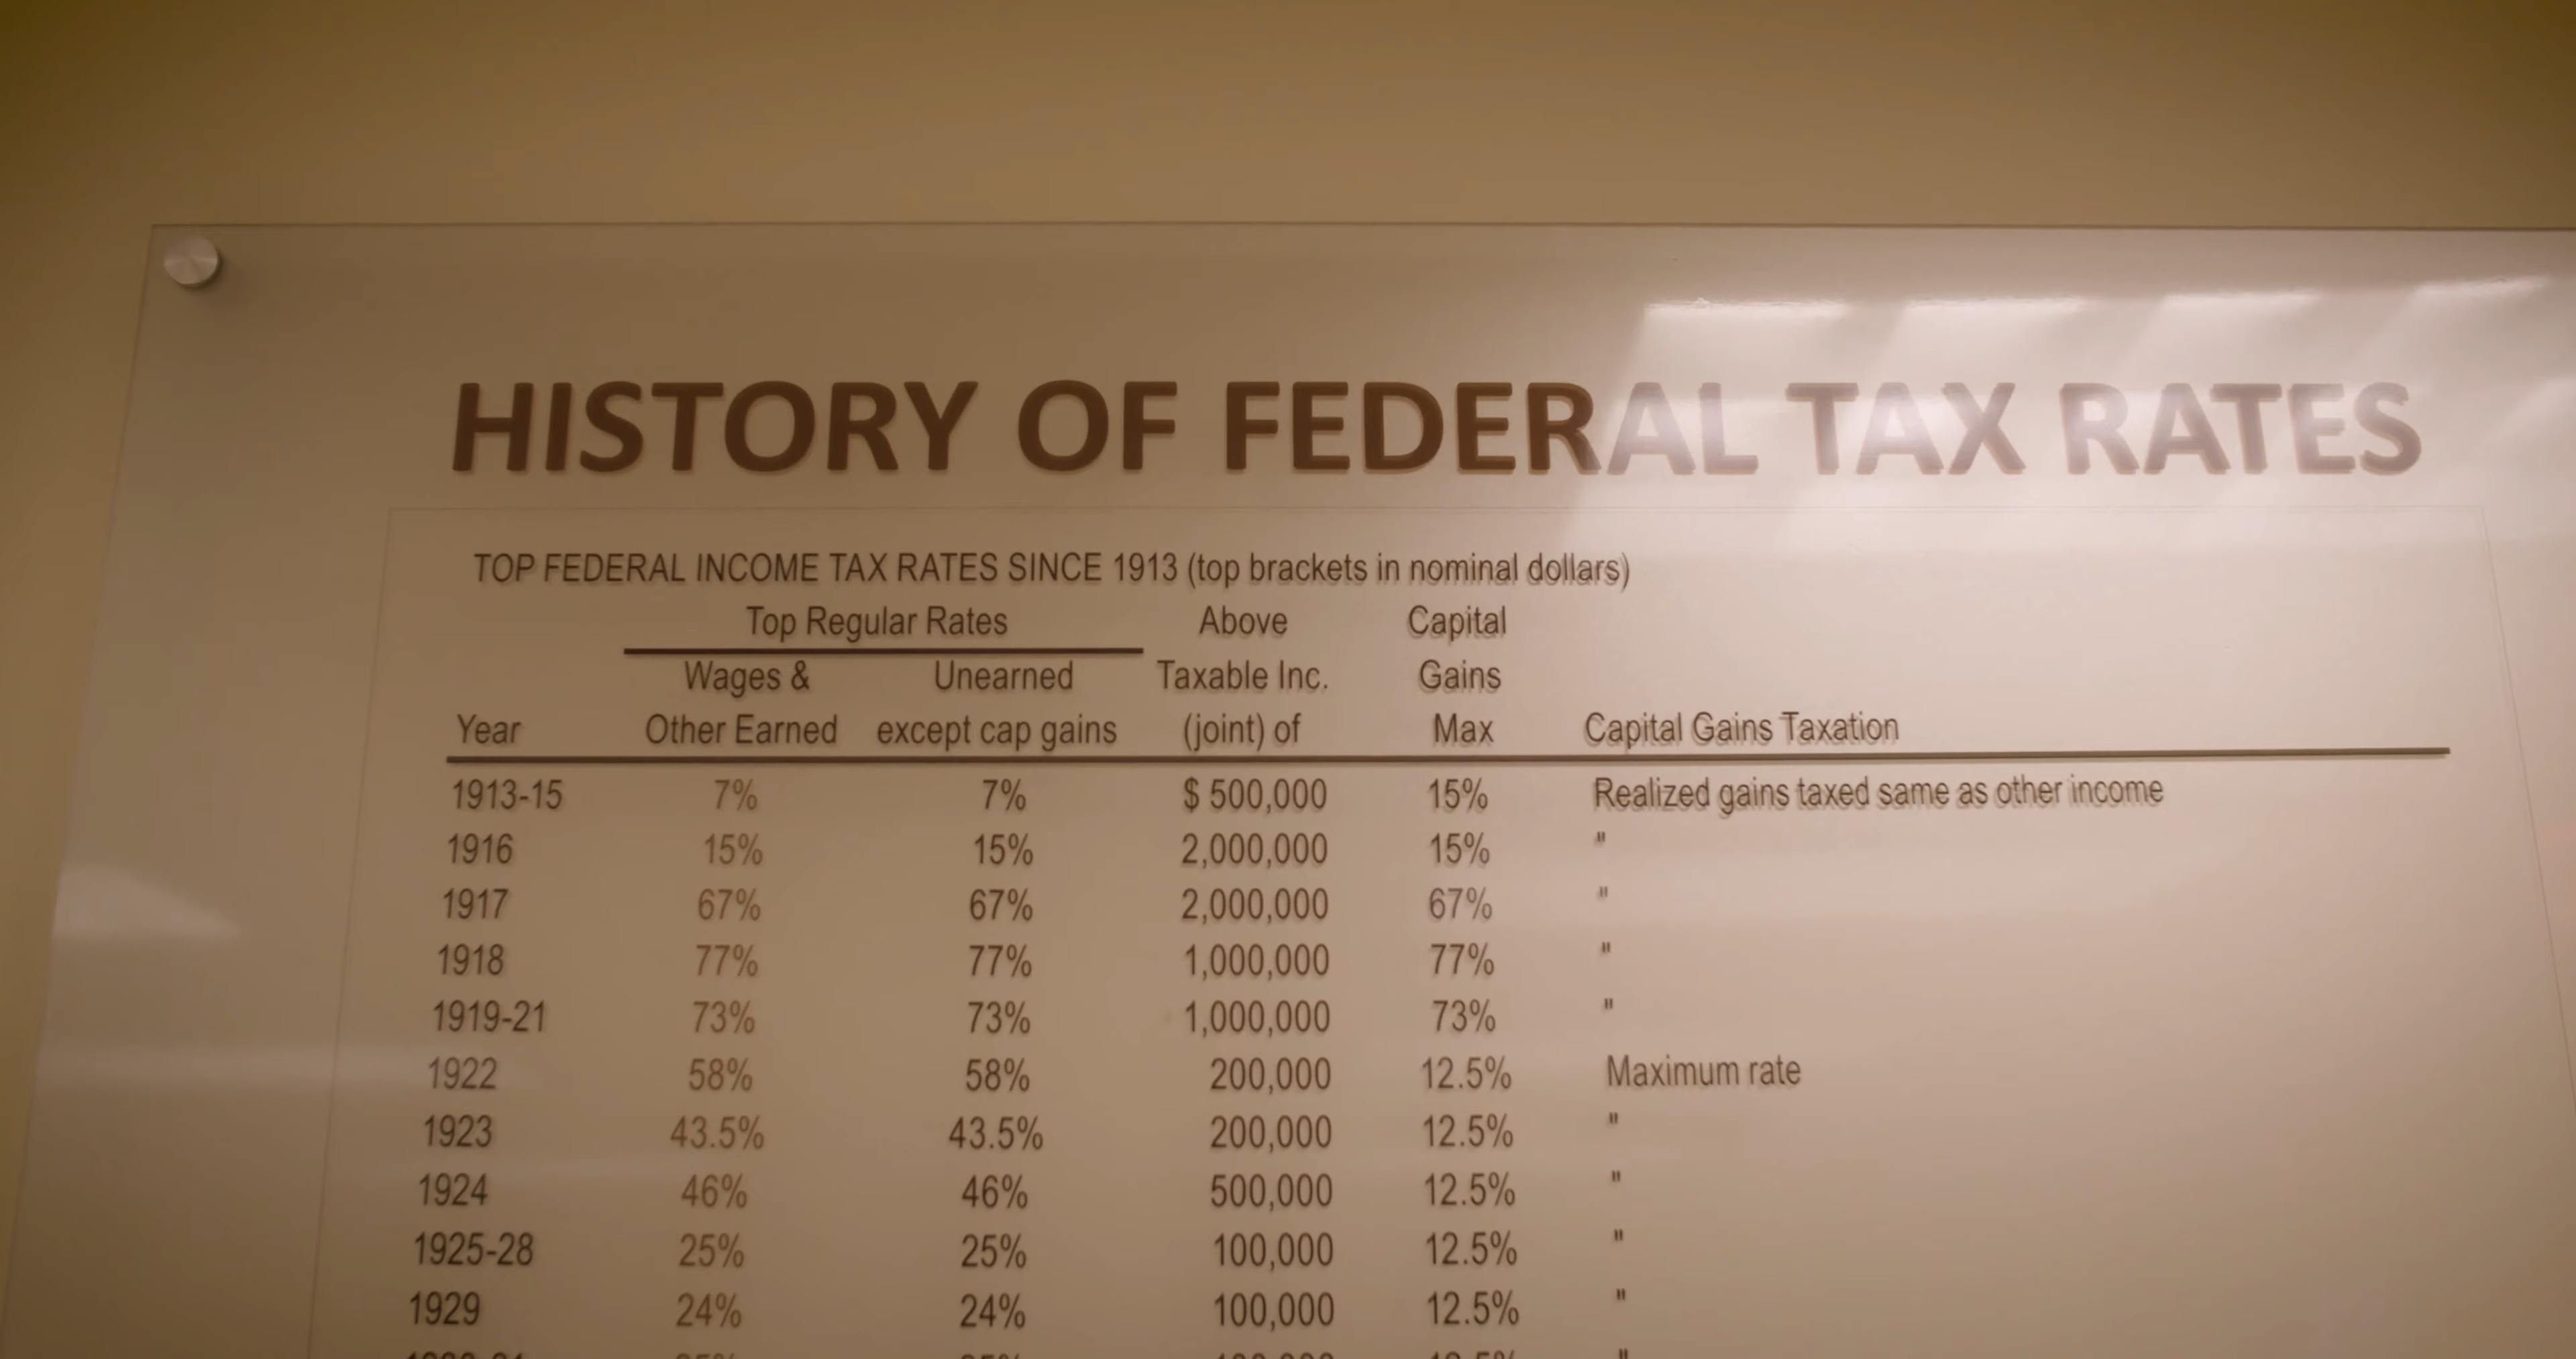 HISTORY OF FEDERAL TAX RATES
TOP FEDERAL INCOME TAX RATES SINCE 1913 (top brackets in nominal dollars)
Top Regular Rates Above Capital
Wages & Unearned Taxable Inc. Gains
Year Other Earned except cap gains (joint) of Max Capital Gains Taxation
1913-15 7% 7% $ 500,000 15% Realized gains taxed same as other income
1916 15% 15% 2,000,000 15% "
1917 67% 67% 2,000,000 67% "
1918 77% 77% 1,000,000 77% "
1919-21 73% 73% 1,000,000 73% "
1922 58% 58% 200,000 12.5% Maximum rate
1923 43.5% 43.5% 200,000 12.5% "
1924 46% 46% 500,000 12.5% "
1925-28 25% 25% 100,000 12.5% "
1929 24% 24% 100,000 12.5% "